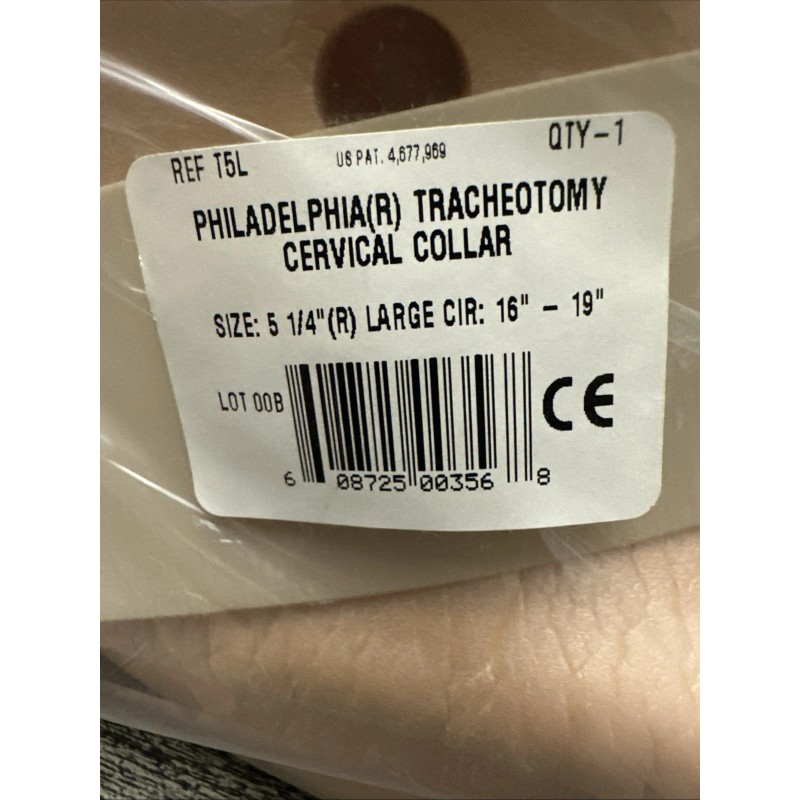 REF T5L US PAT. 4,677,969 QTY-1
PHILADELPHIA(R) TRACHEOTOMY
CERVICAL COLLAR
SIZE: 5 1/4"(R) LARGE CIR: 16" - 19"
LOT 00B CE
6 08725 00356 8